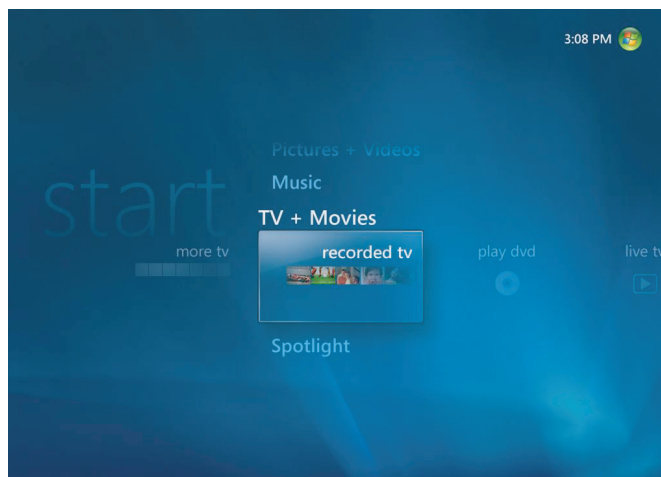 3:08 PM
Pictures + Videos
start
Music
TV + Movies
more tv
recorded tv
play dvd
live tv
Spotlight